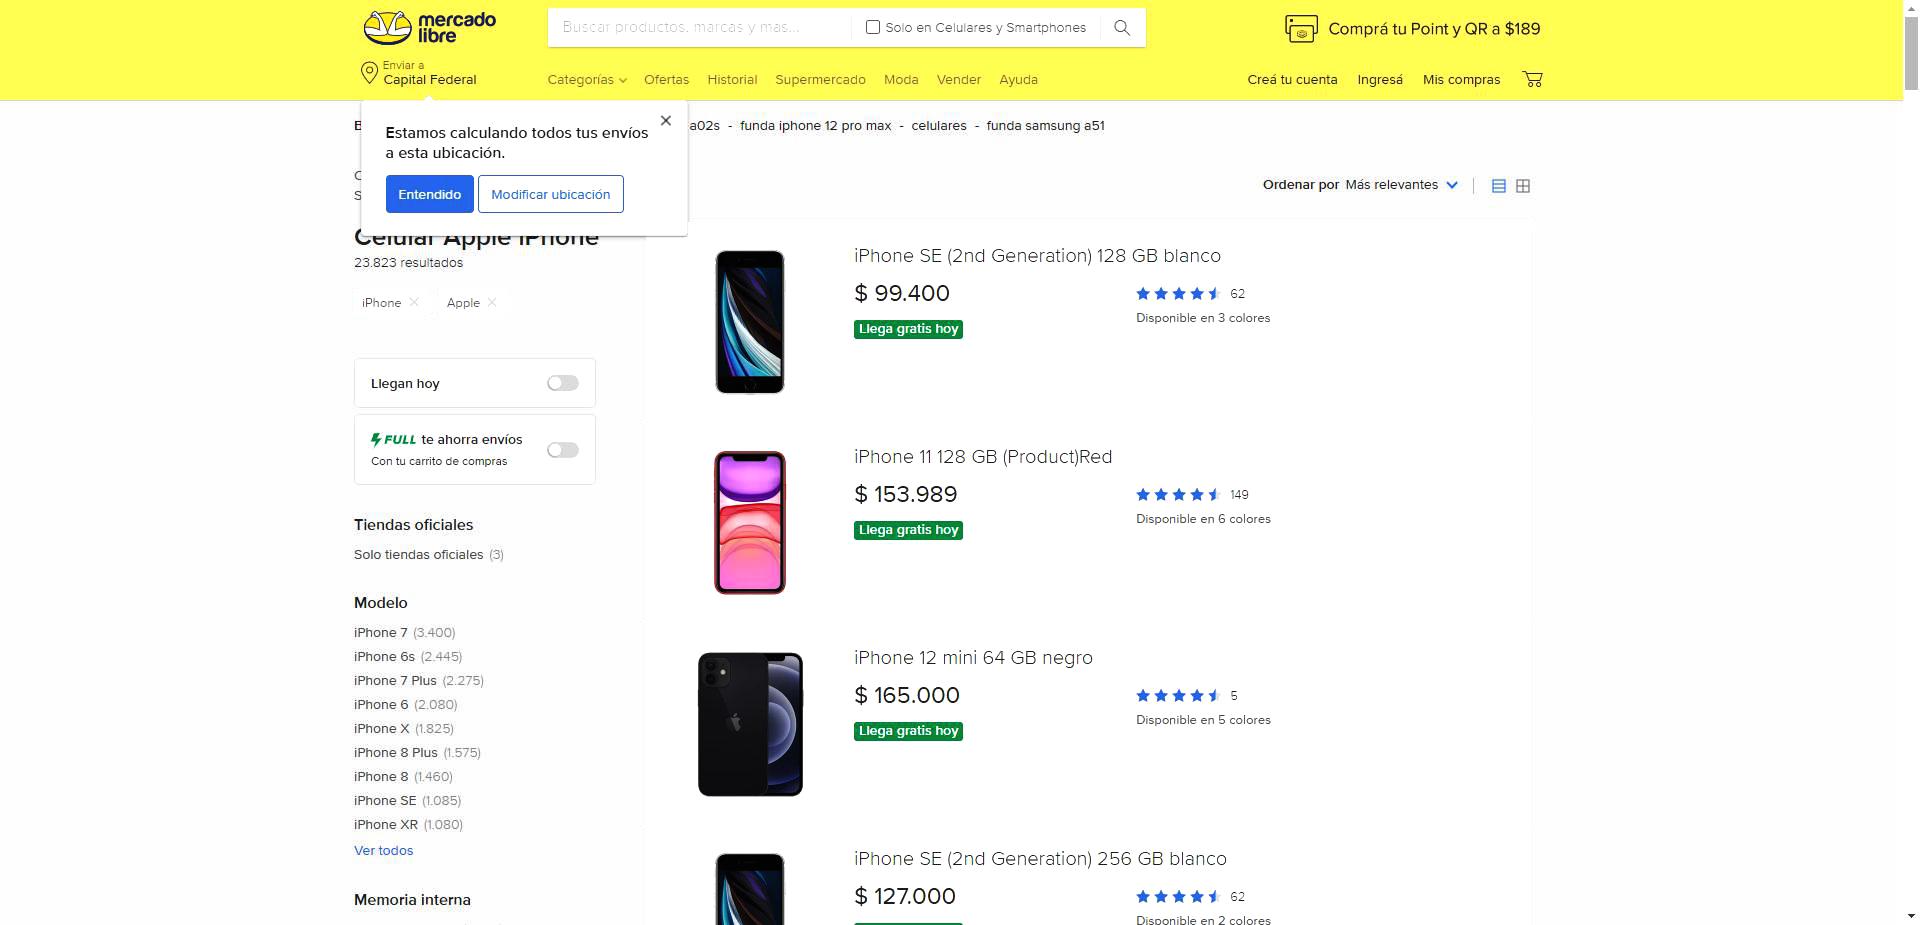 mercado
libre
Buscar productos, marcas y más...
Solo en Celulares y Smartphones
Comprá tu Point y QR a $189
Enviar a
Capital Federal
Categorías
Ofertas
Historial
Supermercado
Moda
Vender
Ayuda
Creá tu cuenta
Ingresá
Mis compras
a02s - funda iphone 12 pro max - celulares - funda samsung a51
Estamos calculando todos tus envíos
a esta ubicación.
Entendido
Modificar ubicación
Ordenar por Más relevantes
Celular Apple iPhone
23.823 resultados
iPhone
Apple
Llegan hoy
FULL te ahorra envíos
Con tu carrito de compras
Tiendas oficiales
Solo tiendas oficiales (3)
Modelo
iPhone 7 (3.400)
iPhone 6s (2.445)
iPhone 7 Plus (2.275)
iPhone 6 (2.080)
iPhone X (1.825)
iPhone 8 Plus (1.575)
iPhone 8 (1.460)
iPhone SE (1.085)
iPhone XR (1.080)
Ver todos
Memoria interna
iPhone SE (2nd Generation) 128 GB blanco
$ 99.400
62
Disponible en 3 colores
Llega gratis hoy
iPhone 11 128 GB (Product)Red
$ 153.989
149
Disponible en 6 colores
Llega gratis hoy
iPhone 12 mini 64 GB negro
$ 165.000
5
Disponible en 5 colores
Llega gratis hoy
iPhone SE (2nd Generation) 256 GB blanco
$ 127.000
62
Disponible en 2 colores